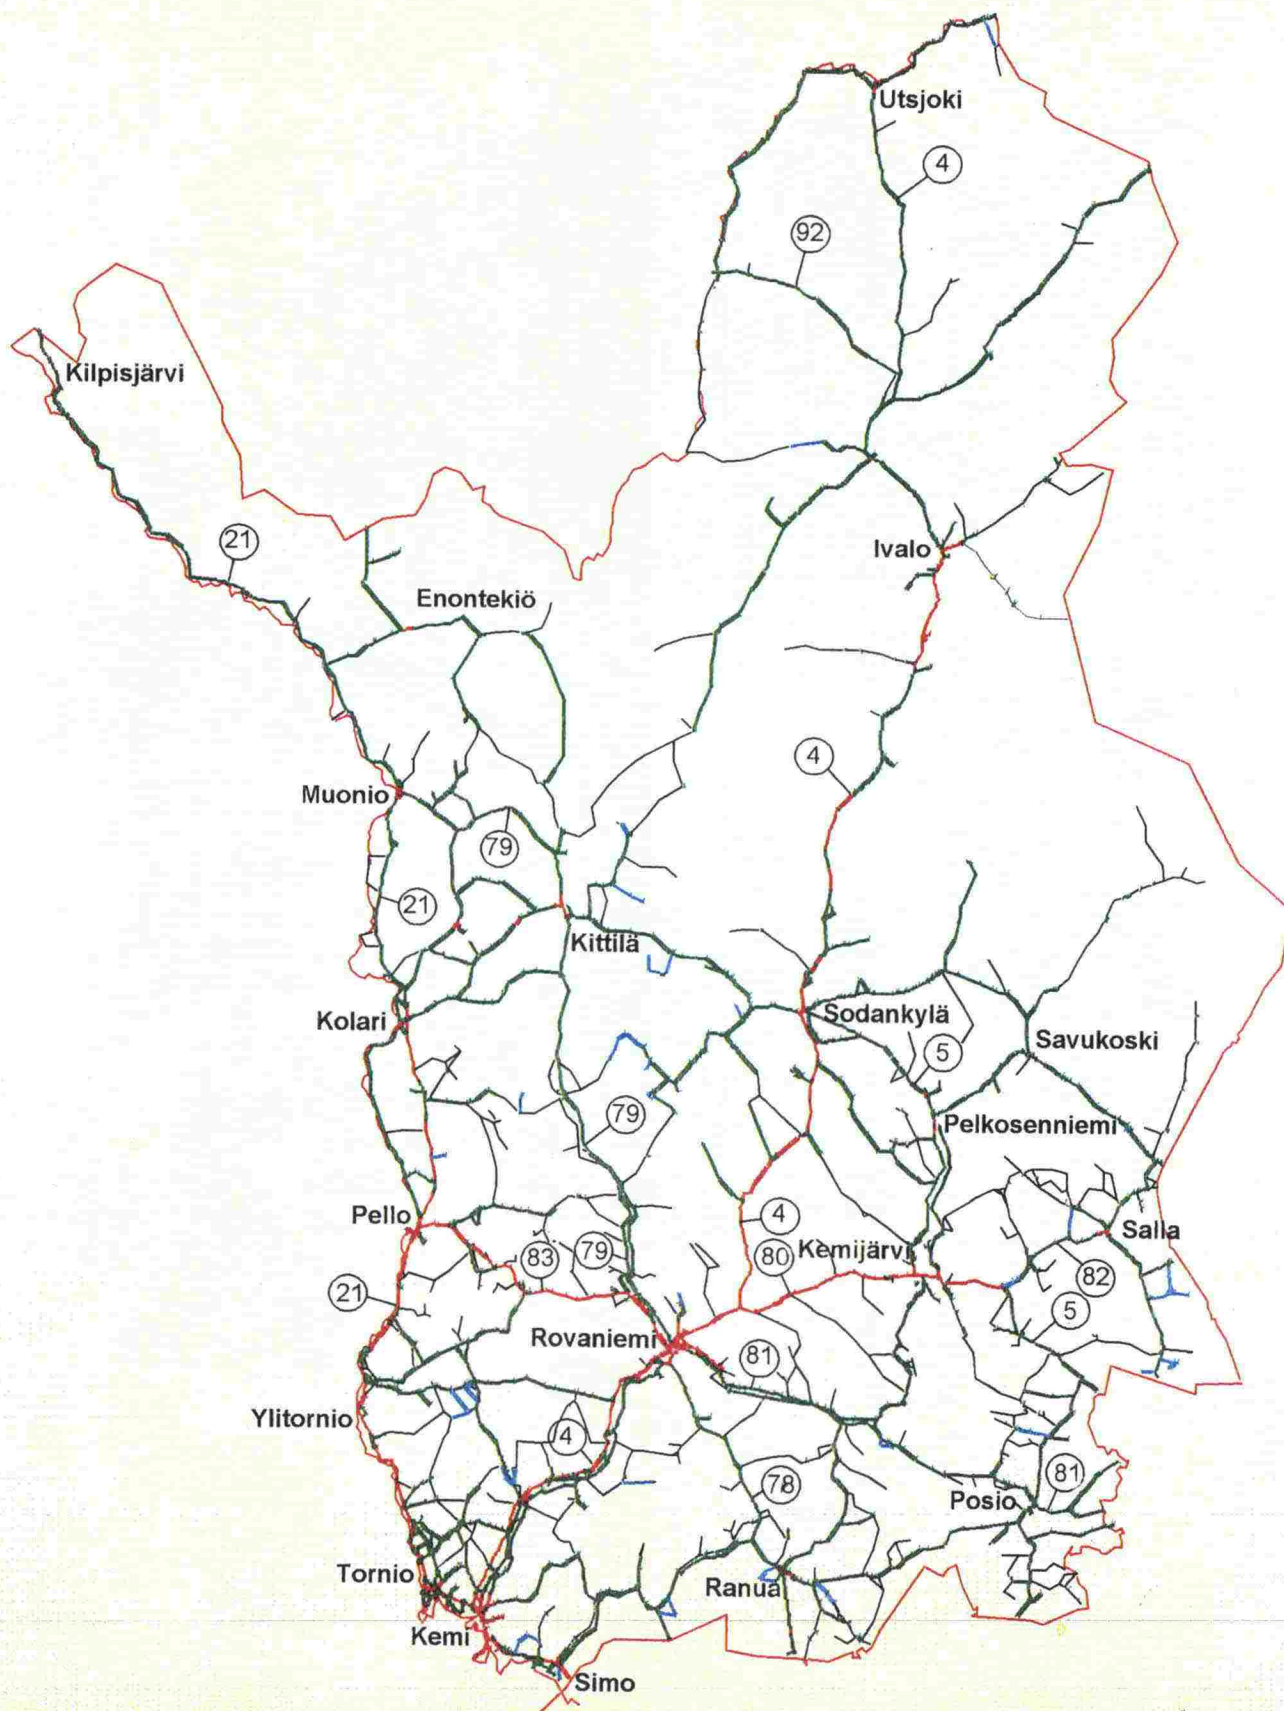 Utsjoki
4
92
Kilpisjärvi
21
Ivalo
Enontekiö
4
Muonio
79
21
Kittilä
Kolari
Sodankylä
5
Savukoski
79
Pelkosenniemi
Pello
4
Salla
83
79
80
Kemijärvi
82
21
5
Rovaniemi
81
Ylitornio
4
78
Posio
81
Tornio
Ranua
Kemi
Simo